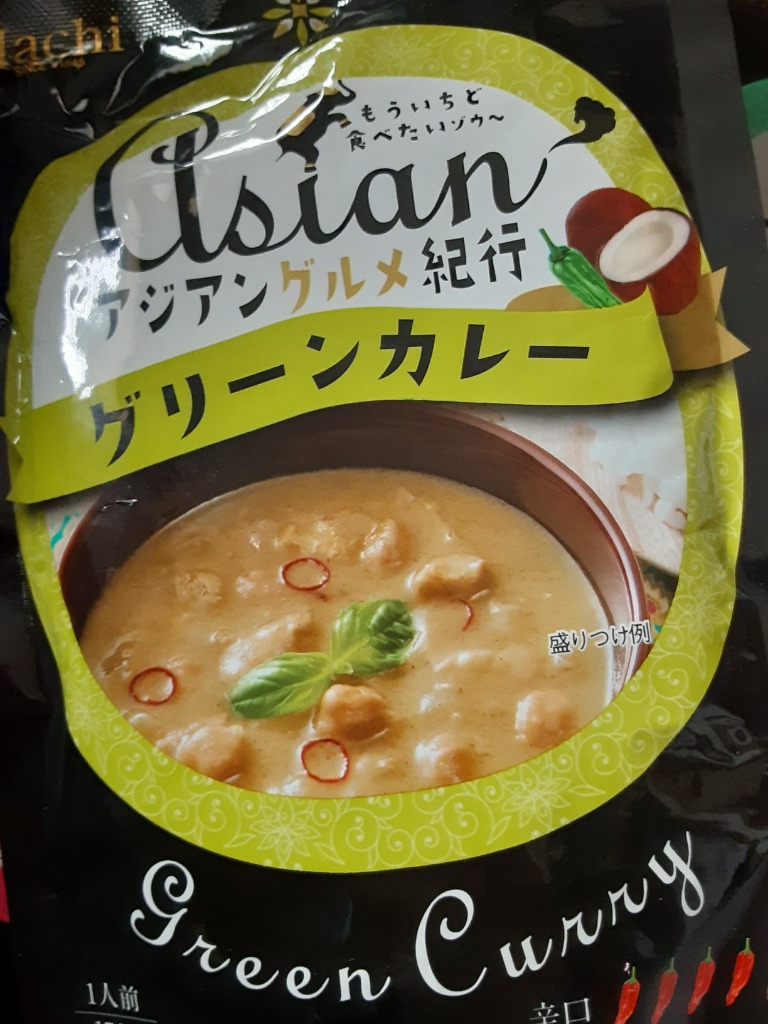 Hachi
もういちど
食べたいゾウ〜
Asian
アジアングルメ紀行
グリーンカレー
盛りつけ例
Green Curry
1人前
辛口